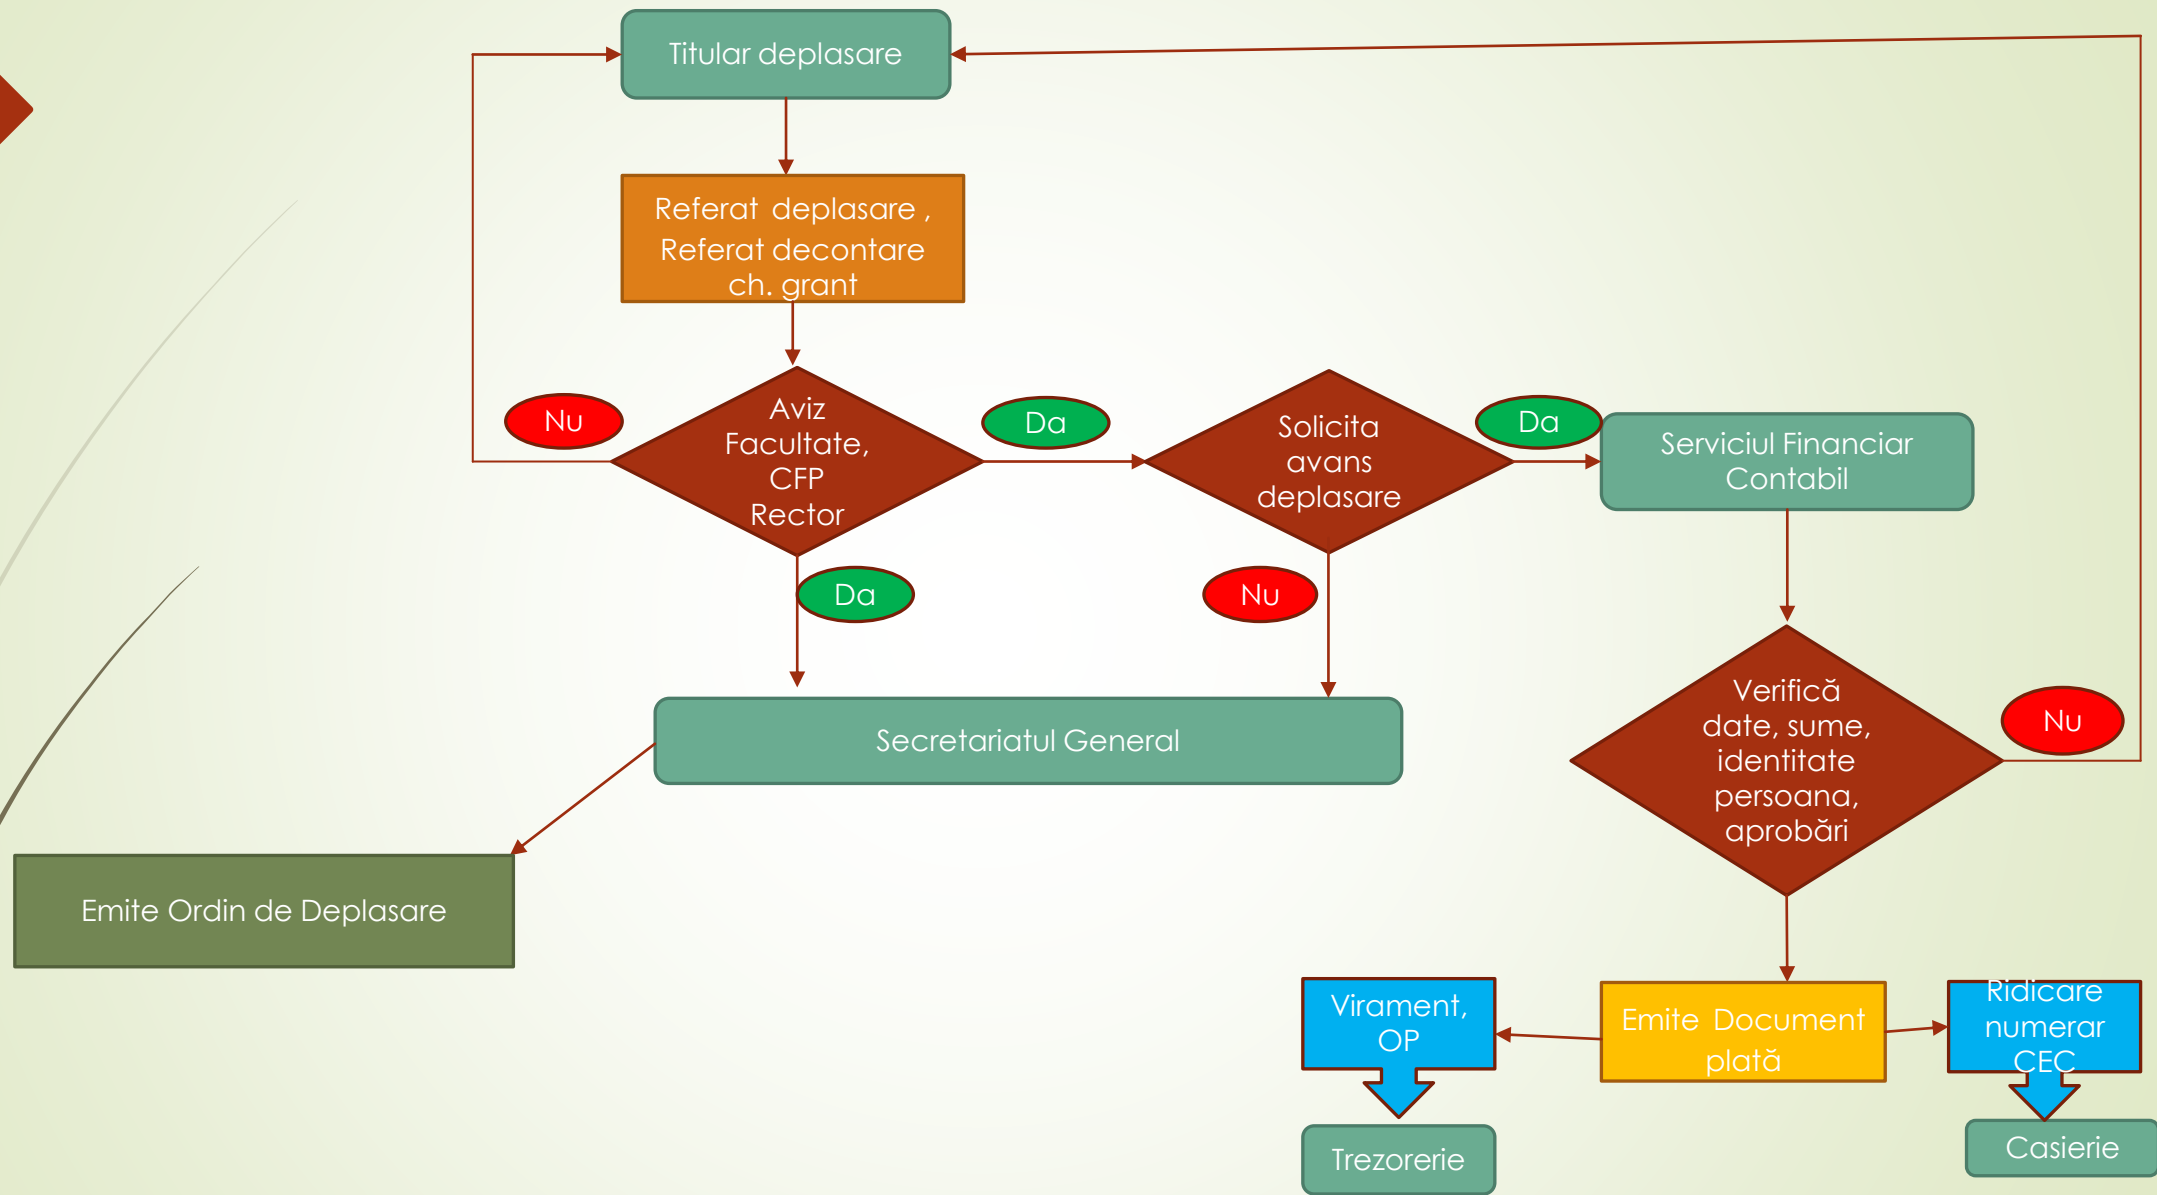 Titular deplasare
Referat deplasare ,
Referat decontare
ch. grant
Nu
Aviz
Facultate,
CFP
Rector
Da
Solicita
avans
deplasare
Da
Serviciul Financiar
Contabil
Da
Nu
Secretariatul General
Verifică
date, sume,
identitate
persoana,
aprobări
Nu
Emite Ordin de Deplasare
Virament,
OP
Emite Document
plată
Ridicare
numerar
CEC
Trezorerie
Casierie